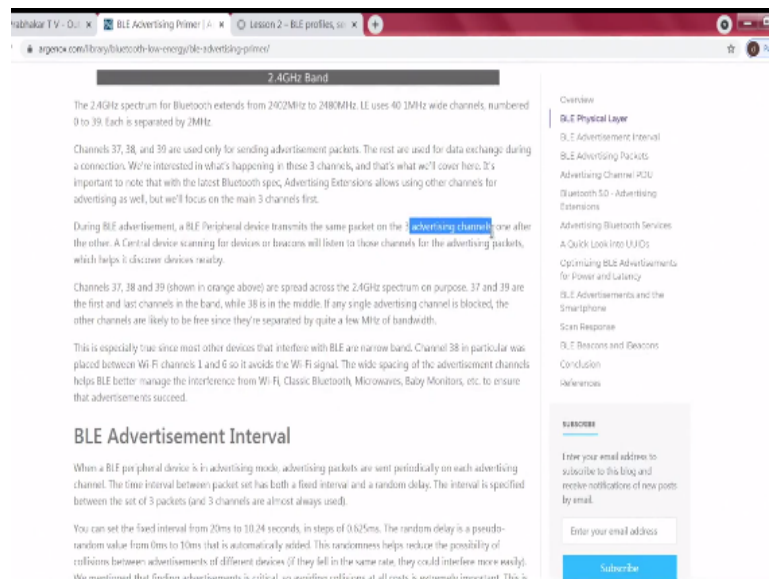 Prabhakar T V - Out
BLE Advertising Primer | A
Lesson 2 – BLE profiles, se
argenox.com/library/bluetooth-low-energy/ble-advertising-primer/
2.4GHz Band
The 2.4GHz spectrum for Bluetooth extends from 2402MHz to 2480MHz. LE uses 40 1MHz wide channels, numbered
0 to 39. Each is separated by 2MHz.
Channels 37, 38, and 39 are used only for sending advertisement packets. The rest are used for data exchange during
a connection. We're interested in what's happening in these 3 channels, and that's what we'll cover here. It's
important to note that with the latest Bluetooth spec, Advertising Extensions allows using other channels for
advertising as well, but we'll focus on the main 3 channels first.
During BLE advertisement, a BLE Peripheral device transmits the same packet on the 3 advertising channels one after
the other. A Central device scanning for devices or beacons will listen to those channels for the advertising packets,
which helps it discover devices nearby.
Channels 37, 38 and 39 (shown in orange above) are spread across the 2.4GHz spectrum on purpose. 37 and 39 are
the first and last channels in the band, while 38 is in the middle. If any single advertising channel is blocked, the
other channels are likely to be free since they're separated by quite a few MHz of bandwidth.
This is especially true since most other devices that interfere with BLE are narrow band. Channel 38 in particular was
placed between Wi-Fi channels 1 and 6 so it avoids the Wi-Fi signal. The wide spacing of the advertisement channels
helps BLE better manage the interference from Wi-Fi, Classic Bluetooth, Microwaves, Baby Monitors, etc. to ensure
that advertisements succeed.
BLE Advertisement Interval
When a BLE peripheral device is in advertising mode, advertising packets are sent periodically on each advertising
channel. The time interval between packet set has both a fixed interval and a random delay. The interval is specified
between the set of 3 packets (and 3 channels are almost always used).
You can set the fixed interval from 20ms to 10.24 seconds, in steps of 0.625ms. The random delay is a pseudo-
random value from 0ms to 10ms that is automatically added. This randomness helps reduce the possibility of
collisions between advertisements of different devices (if they fell in the same rate, they could interfere more easily).
We mentioned that finding advertisements is critical, so avoiding collisions at all costs is extremely important. This is
Overview
BLE Physical Layer
BLE Advertisement Interval
BLE Advertising Packets
Advertising Channel PDU
Bluetooth 5.0 - Advertising
Extensions
Advertising Bluetooth Services
A Quick Look into UUIDs
Optimizing BLE Advertisements
for Power and Latency
BLE Advertisements and the
Smartphone
Scan Response
BLE Beacons and iBeacons
Conclusion
References
SUBSCRIBE
Enter your email address to
subscribe to this blog and
receive notifications of new posts
by email.
Enter your email address
Subscribe